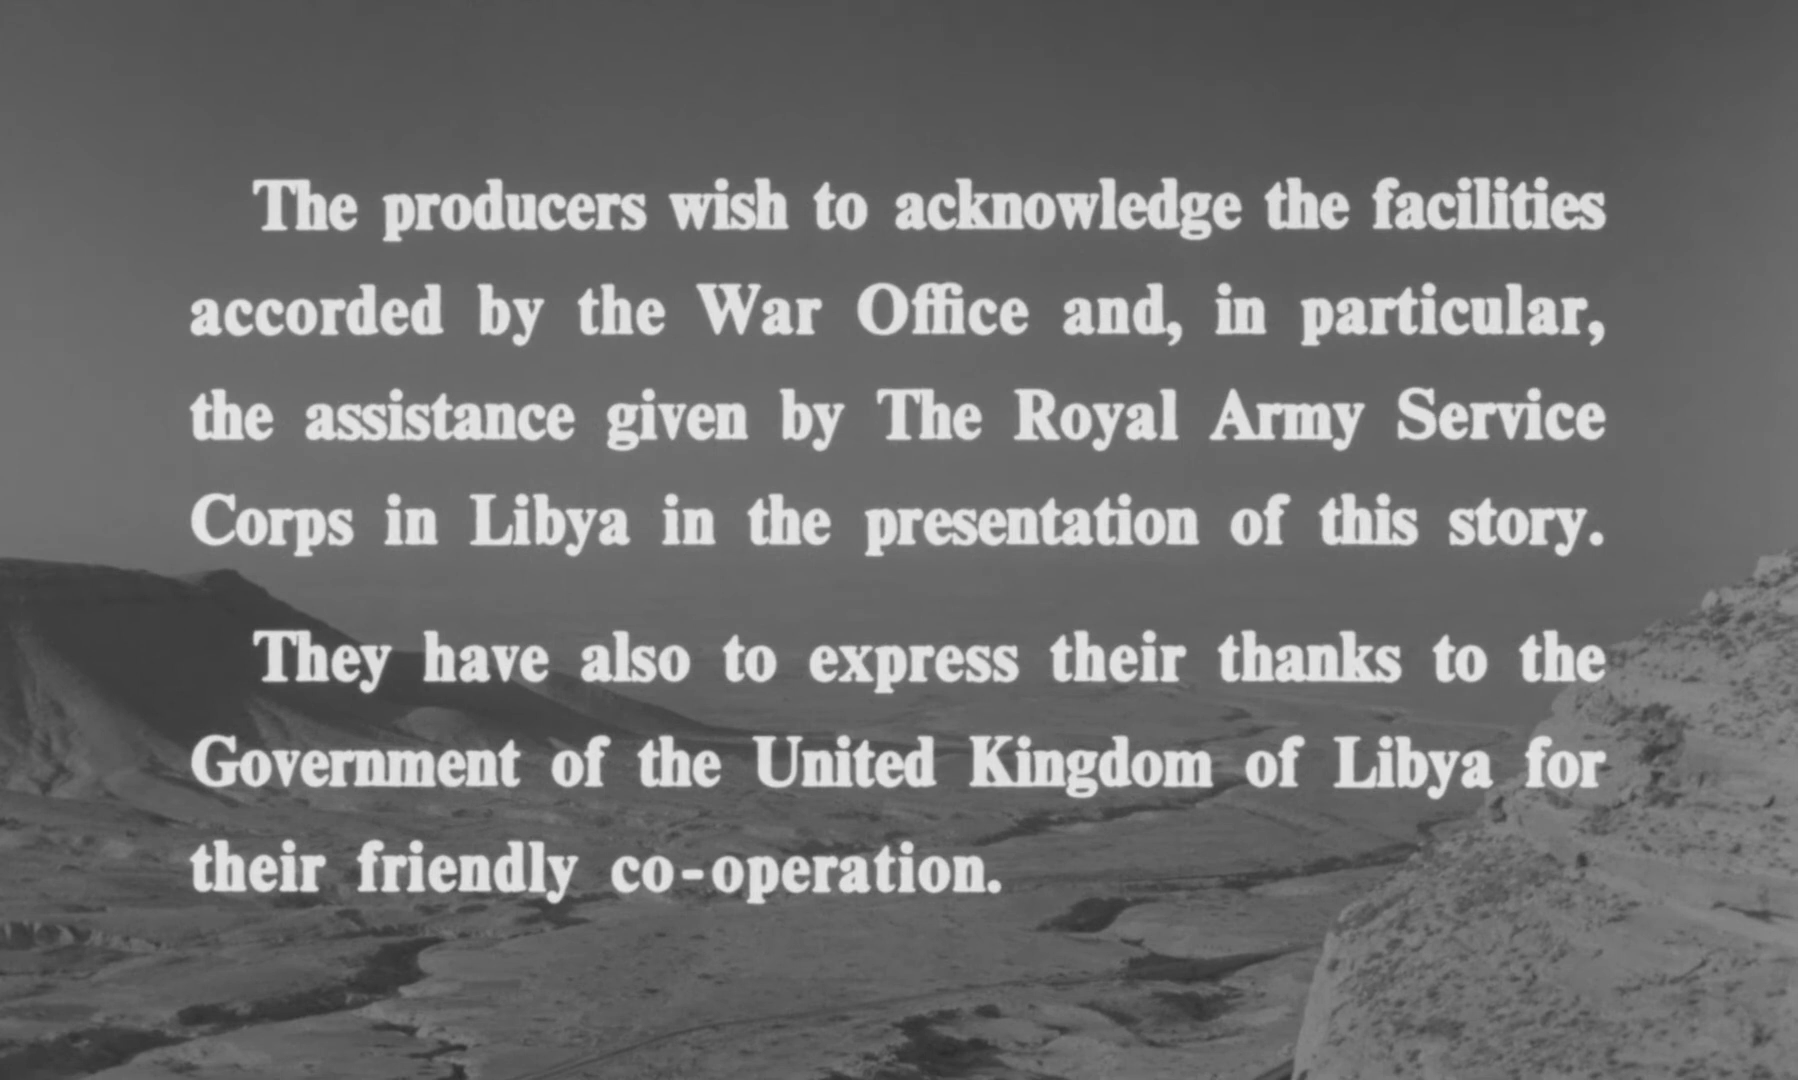 The producers wish to acknowledge the facilities
accorded by the War Office and, in particular,
the assistance given by The Royal Army Service
Corps in Libya in the presentation of this story.
They have also to express their thanks to the
Government of the United Kingdom of Libya for
their friendly co-operation.